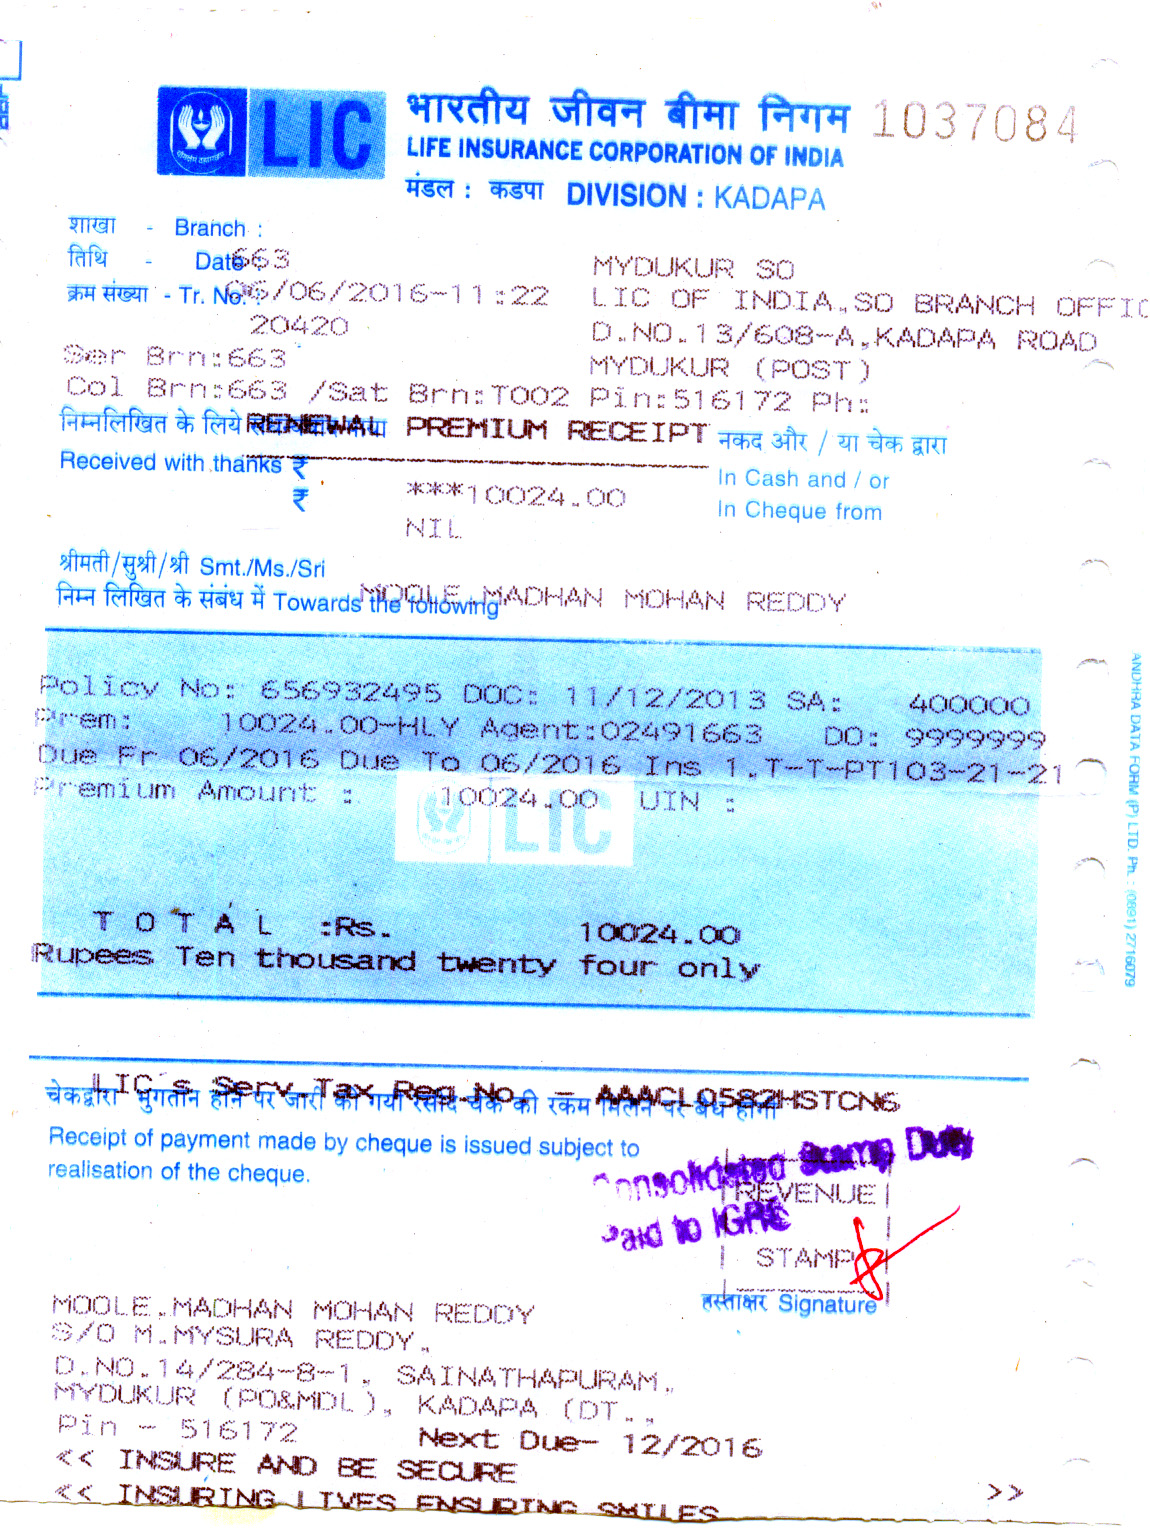 LIC
भारतीय जीवन बीमा निगम 1037084
LIFE INSURANCE CORPORATION OF INDIA
मंडल : कडपा DIVISION : KADAPA
शाखा - Branch :
तिथि - Date 663
MYDUKUR SO
क्रम संख्या - Tr. No. : /06/2016-11:22
LIC OF INDIA,SO BRANCH OFFIC
20420
D.NO.13/608-A,KADAPA ROAD
Ser Brn:663
MYDUKUR (POST)
Col Brn:663 /Sat Brn:T002 Pin:516172 Ph:
निम्नलिखित के लिये RENEWAL PREMIUM RECEIPT नकद और / या चेक द्वारा
Received with thanks ₹
In Cash and / or
₹ ***10024.00
In Cheque from
NIL
श्रीमती/सुश्री/श्री Smt./Ms./Sri
निम्न लिखित के संबंध में Towards the following MOOLE.MADHAN MOHAN REDDY
Policy No: 656932495 DOC: 11/12/2013 SA: 400000
Prem: 10024.00-HLY Agent:02491663 DO: 9999999
Due Fr 06/2016 Due To 06/2016 Ins 1.T-T-PT103-21-21
Premium Amount : 10024.00 UIN :
LIC
T O T A L :Rs. 10024.00
Rupees Ten thousand twenty four only
LIC's Serv.Tax Reg.No. - AAACL0582HSTCN6
चेकद्वारा भुगतान होने पर जारी की गयी रसीद चेक की रकम मिलने पर वैध होगी
Receipt of payment made by cheque is issued subject to
realisation of the cheque.
Consolidated Stamp Duty
Paid to IGRS
REVENUE
STAMP
हस्ताक्षर Signature
MOOLE.MADHAN MOHAN REDDY
S/O M.MYSURA REDDY,
D.NO.14/284-8-1, SAINATHAPURAM,
MYDUKUR (PO&MDL), KADAPA (DT.,
Pin - 516172 Next Due- 12/2016
<< INSURE AND BE SECURE >>
<< INSURING LIVES ENSURING SMILES
ANDHRA DATA FORM (P) LTD. Ph. : (0891) 2716079